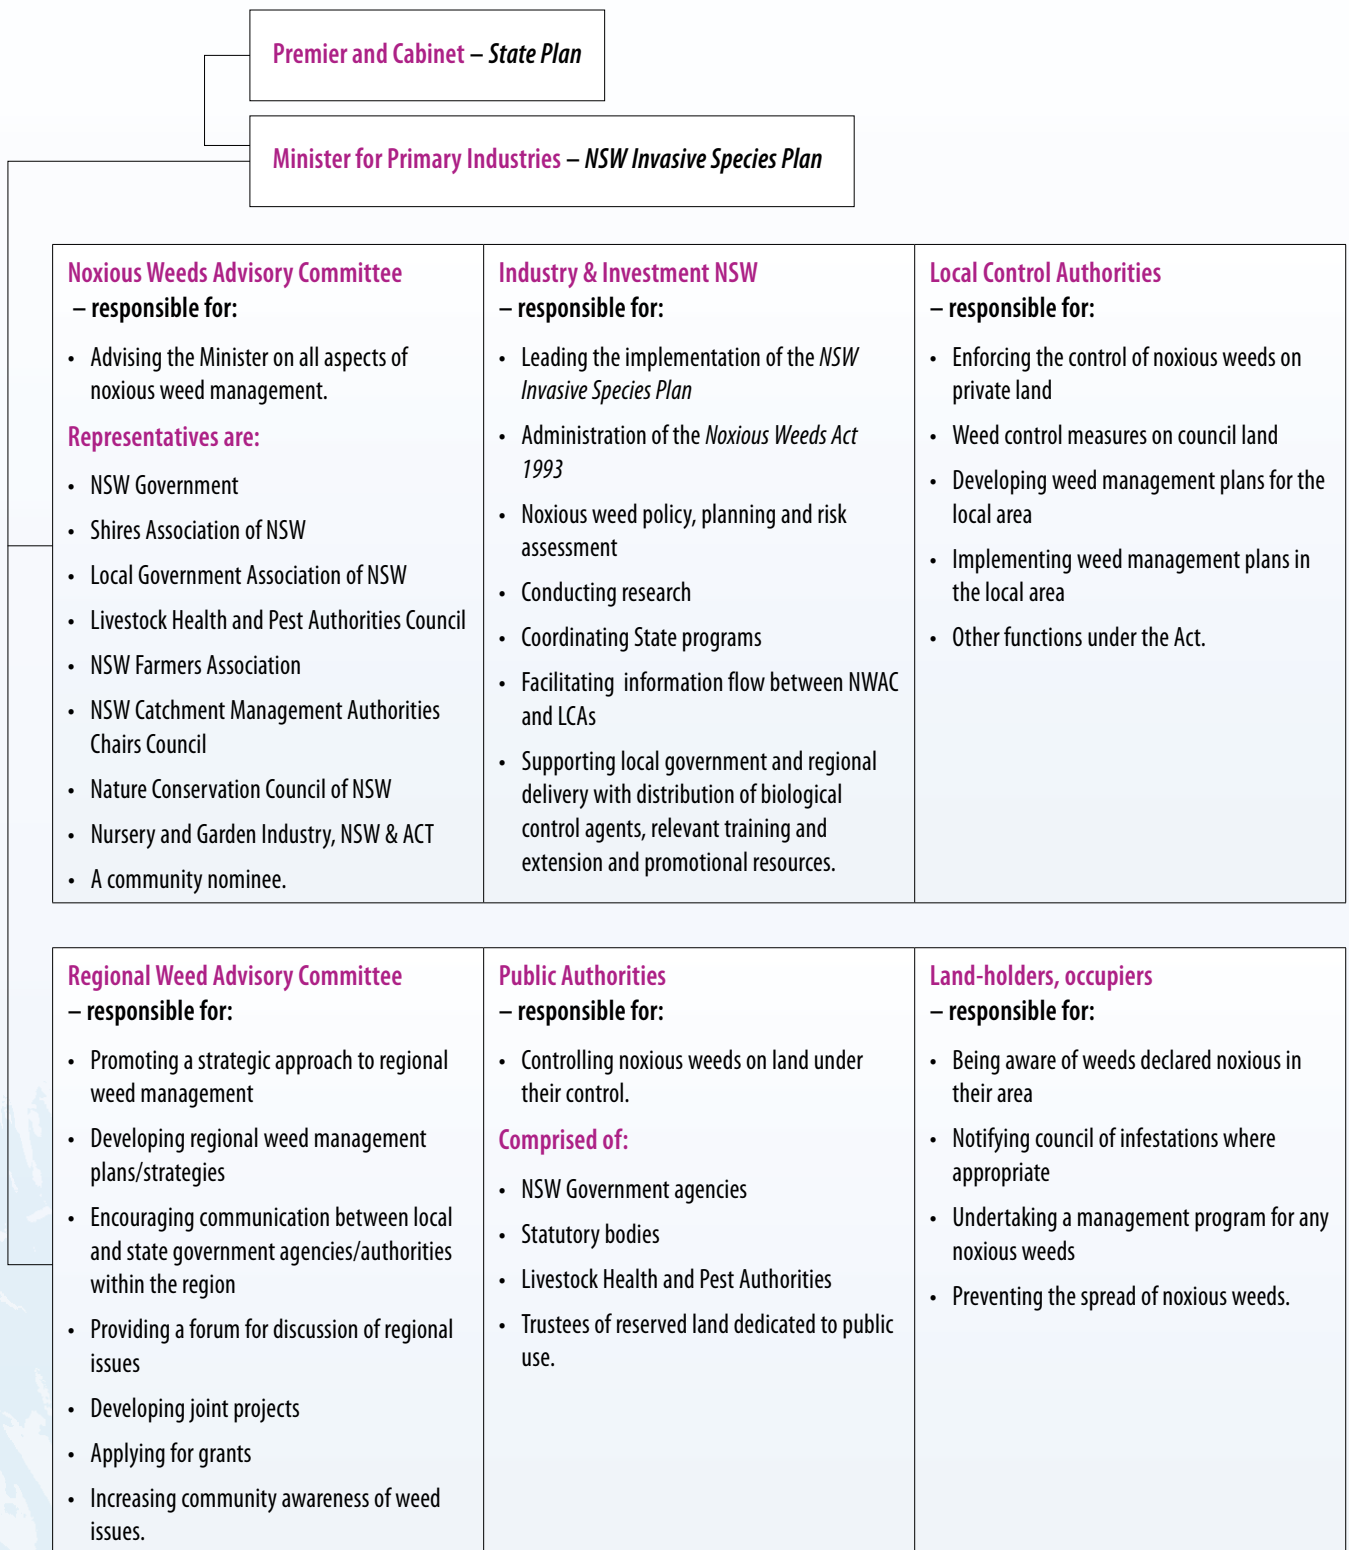 Premier and Cabinet – State Plan
Minister for Primary Industries – NSW Invasive Species Plan
Noxious Weeds Advisory Committee
– responsible for:
• Advising the Minister on all aspects of
noxious weed management.
Representatives are:
• NSW Government
• Shires Association of NSW
• Local Government Association of NSW
• Livestock Health and Pest Authorities Council
• NSW Farmers Association
• NSW Catchment Management Authorities
Chairs Council
• Nature Conservation Council of NSW
• Nursery and Garden Industry, NSW & ACT
• A community nominee.
Industry & Investment NSW
– responsible for:
• Leading the implementation of the NSW
Invasive Species Plan
• Administration of the Noxious Weeds Act
1993
• Noxious weed policy, planning and risk
assessment
• Conducting research
• Coordinating State programs
• Facilitating information flow between NWAC
and LCAs
• Supporting local government and regional
delivery with distribution of biological
control agents, relevant training and
extension and promotional resources.
Local Control Authorities
– responsible for:
• Enforcing the control of noxious weeds on
private land
• Weed control measures on council land
• Developing weed management plans for the
local area
• Implementing weed management plans in
the local area
• Other functions under the Act.
Regional Weed Advisory Committee
– responsible for:
• Promoting a strategic approach to regional
weed management
• Developing regional weed management
plans/strategies
• Encouraging communication between local
and state government agencies/authorities
within the region
• Providing a forum for discussion of regional
issues
• Developing joint projects
• Applying for grants
• Increasing community awareness of weed
issues.
Public Authorities
– responsible for:
• Controlling noxious weeds on land under
their control.
Comprised of:
• NSW Government agencies
• Statutory bodies
• Livestock Health and Pest Authorities
• Trustees of reserved land dedicated to public
use.
Land-holders, occupiers
– responsible for:
• Being aware of weeds declared noxious in
their area
• Notifying council of infestations where
appropriate
• Undertaking a management program for any
noxious weeds
• Preventing the spread of noxious weeds.